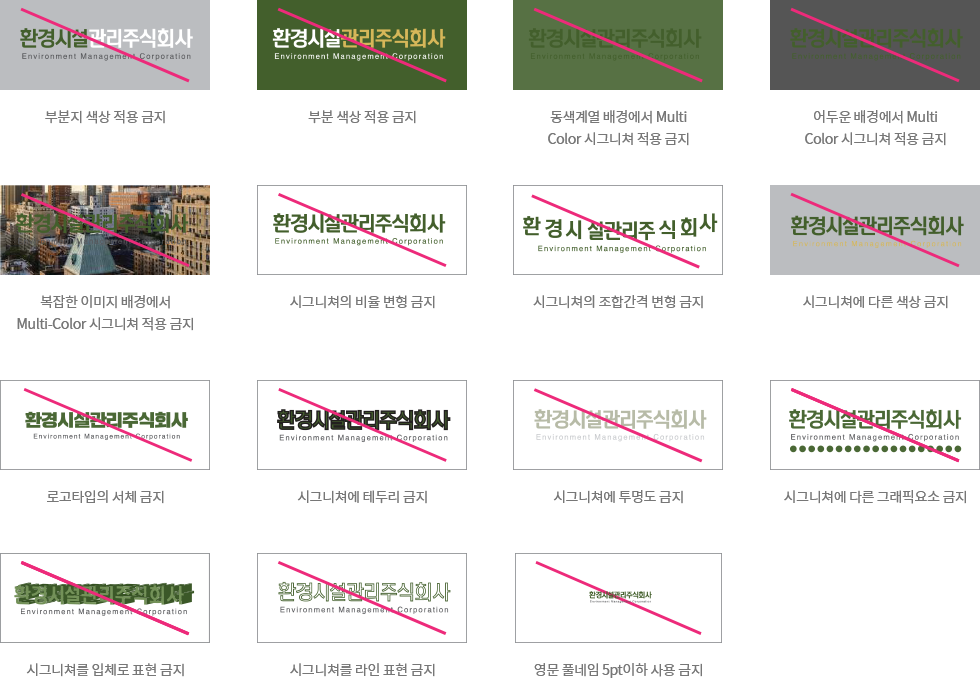 환경시설관리주식회사
Environment Management Corporation
환경시설관리주식회사
Environment Management Corporation
환경시설관리주식회사
환경시설관리주식회사
부분지 색상 적용 금지
부분 색상 적용 금지
동색계열 배경에서 Multi
Color 시그니쳐 적용 금지
어두운 배경에서 Multi
Color 시그니쳐 적용 금지
환경시설관리주식회사
환경시설관리주식회사
Environment Management Corporation
환경시설관리주식회사
Environment Management Corporation
환경시설관리주식회사
복잡한 이미지 배경에서
Multi-Color 시그니쳐 적용 금지
시그니쳐의 비율 변형 금지
시그니쳐의 조합간격 변형 금지
시그니쳐에 다른 색상 금지
환경시설관리주식회사
Environment Management Corporation
환경시설관리주식회사
Environment Management Corporation
환경시설관리주식회사
Environment Management Corporation
환경시설관리주식회사
Environment Management Corporation
로고타입의 서체 금지
시그니쳐에 테두리 금지
시그니쳐에 투명도 금지
시그니쳐에 다른 그래픽요소 금지
환경시설관리주식회사
Environment Management Corporation
환경시설관리주식회사
Environment Management Corporation
환경시설관리주식회사
시그니쳐를 입체로 표현 금지
시그니쳐를 라인 표현 금지
영문 풀네임 5pt이하 사용 금지